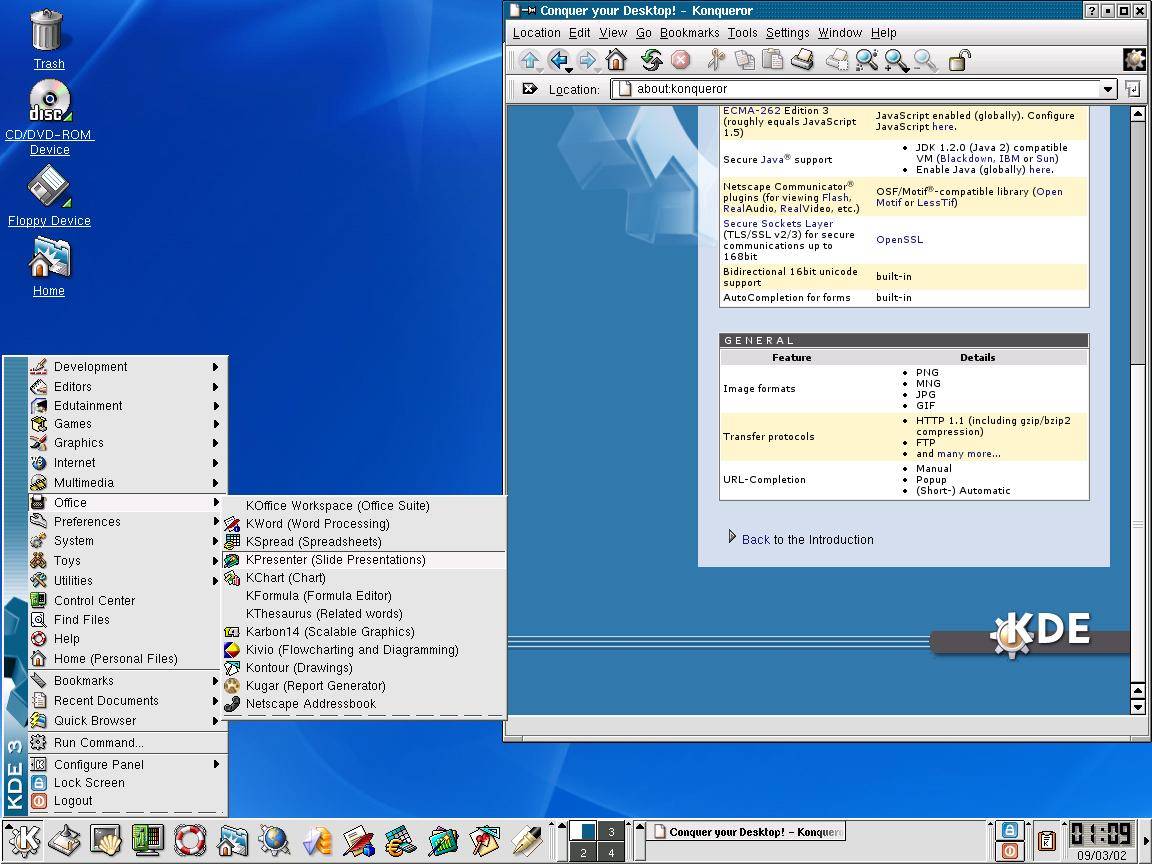 Trash
CD/DVD-ROM
Device
Floppy Device
Home
Conquer your Desktop! - Konqueror
Location Edit View Go Bookmarks Tools Settings Window Help
Location: about:konqueror
ECMA-262 Edition 3
(roughly equals JavaScript
1.5)
JavaScript enabled (globally). Configure
JavaScript here.
Secure Java® support
JDK 1.2.0 (Java 2) compatible
VM (Blackdown, IBM or Sun)
Enable Java (globally) here.
Netscape Communicator®
plugins (for viewing Flash,
RealAudio, RealVideo, etc.)
OSF/Motif®-compatible library (Open
Motif or LessTif)
Secure Sockets Layer
(TLS/SSL v2/3) for secure
communications up to
168bit
OpenSSL
Bidirectional 16bit unicode
support
built-in
AutoCompletion for forms
built-in
GENERAL
Feature Details
Image formats
PNG
MNG
JPG
GIF
Transfer protocols
HTTP 1.1 (including gzip/bzip2
compression)
FTP
and many more...
URL-Completion
Manual
Popup
(Short-) Automatic
Back to the Introduction
KDE
Development
Editors
Edutainment
Games
Graphics
Internet
Multimedia
Office
Preferences
System
Toys
Utilities
Control Center
Find Files
Help
Home (Personal Files)
Bookmarks
Recent Documents
Quick Browser
Run Command...
Configure Panel
Lock Screen
Logout
KDE 3
KOffice Workspace (Office Suite)
KWord (Word Processing)
KSpread (Spreadsheets)
KPresenter (Slide Presentations)
KChart (Chart)
KFormula (Formula Editor)
KThesaurus (Related words)
Karbon14 (Scalable Graphics)
Kivio (Flowcharting and Diagramming)
Kontour (Drawings)
Kugar (Report Generator)
Netscape Addressbook
3
2 4
Conquer your Desktop! - Konquer
01:09
09/03/02